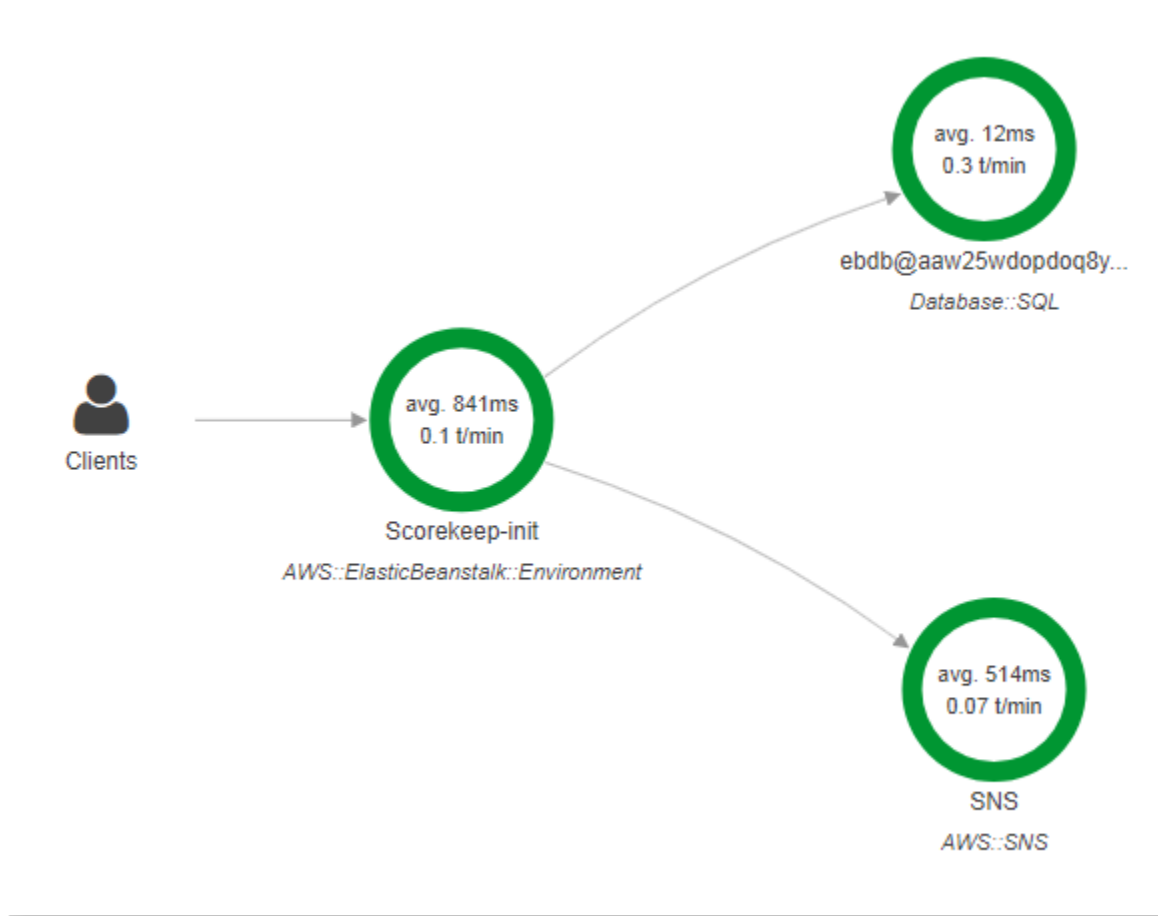 avg. 12ms
0.3 t/min
ebdb@aaw25wdopdoq8y...
Database::SQL
avg. 841ms
0.1 t/min
Clients
Scorekeep-init
AWS::ElasticBeanstalk::Environment
avg. 514ms
0.07 t/min
SNS
AWS::SNS